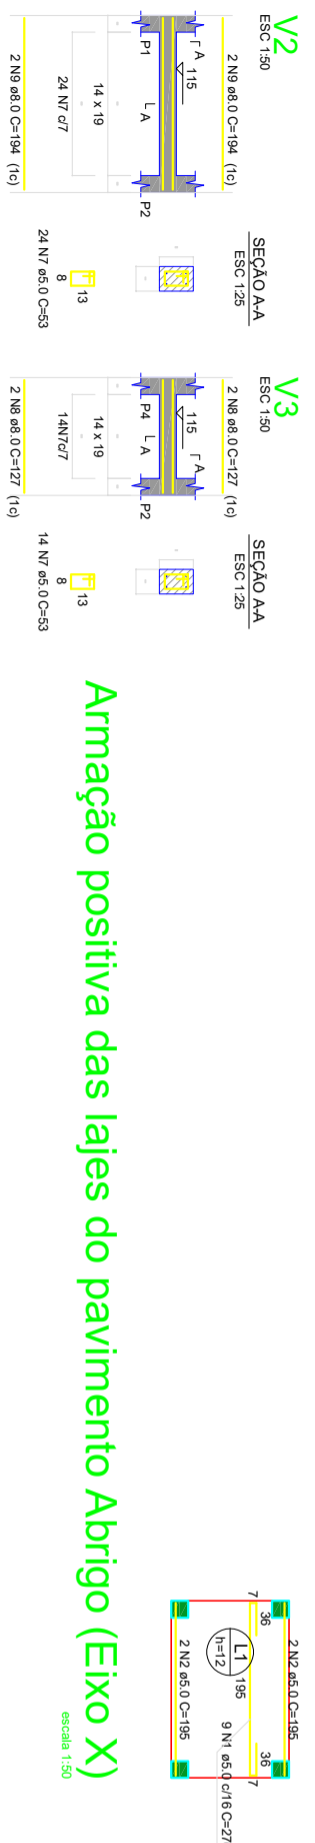 V2
ESC 1:50
2 N9 ø8.0 C=194 (1c)
A
115
A
P1
P2
14 x 19
24 N7 c/7
2 N9 ø8.0 C=194 (1c)
SEÇÃO A-A
ESC 1:25
13
8
24 N7 ø5.0 C=53
V3
ESC 1:50
2 N8 ø8.0 C=127 (1c)
A
115
A
P4
P2
14 x 19
14N7c/7
2 N8 ø8.0 C=127 (1c)
SEÇÃO A-A
ESC 1:25
13
8
14 N7 ø5.0 C=53
Armação positiva das lajes do pavimento Abrigo (Eixo X)
escala 1:50
2 N2 ø5.0 C=195
36
36
7
7
195
L1
h=12
9 N1 ø5.0 c/16 C=27
2 N2 ø5.0 C=195